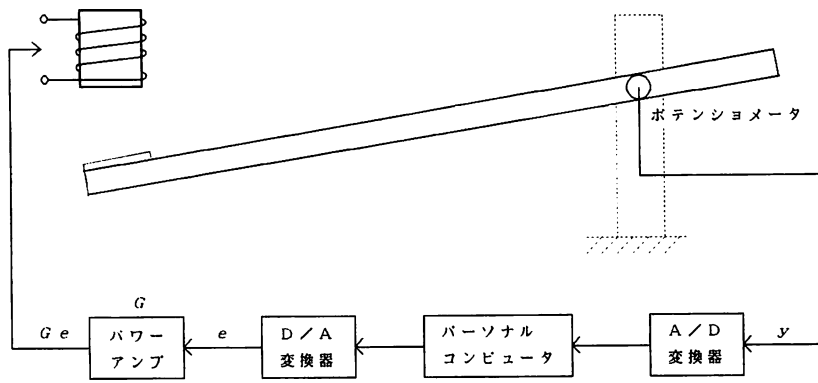 ポテンショメータ
G
Ge
パワー
アンプ
e
D/A
変換器
パーソナル
コンピュータ
A/D
変換器
y